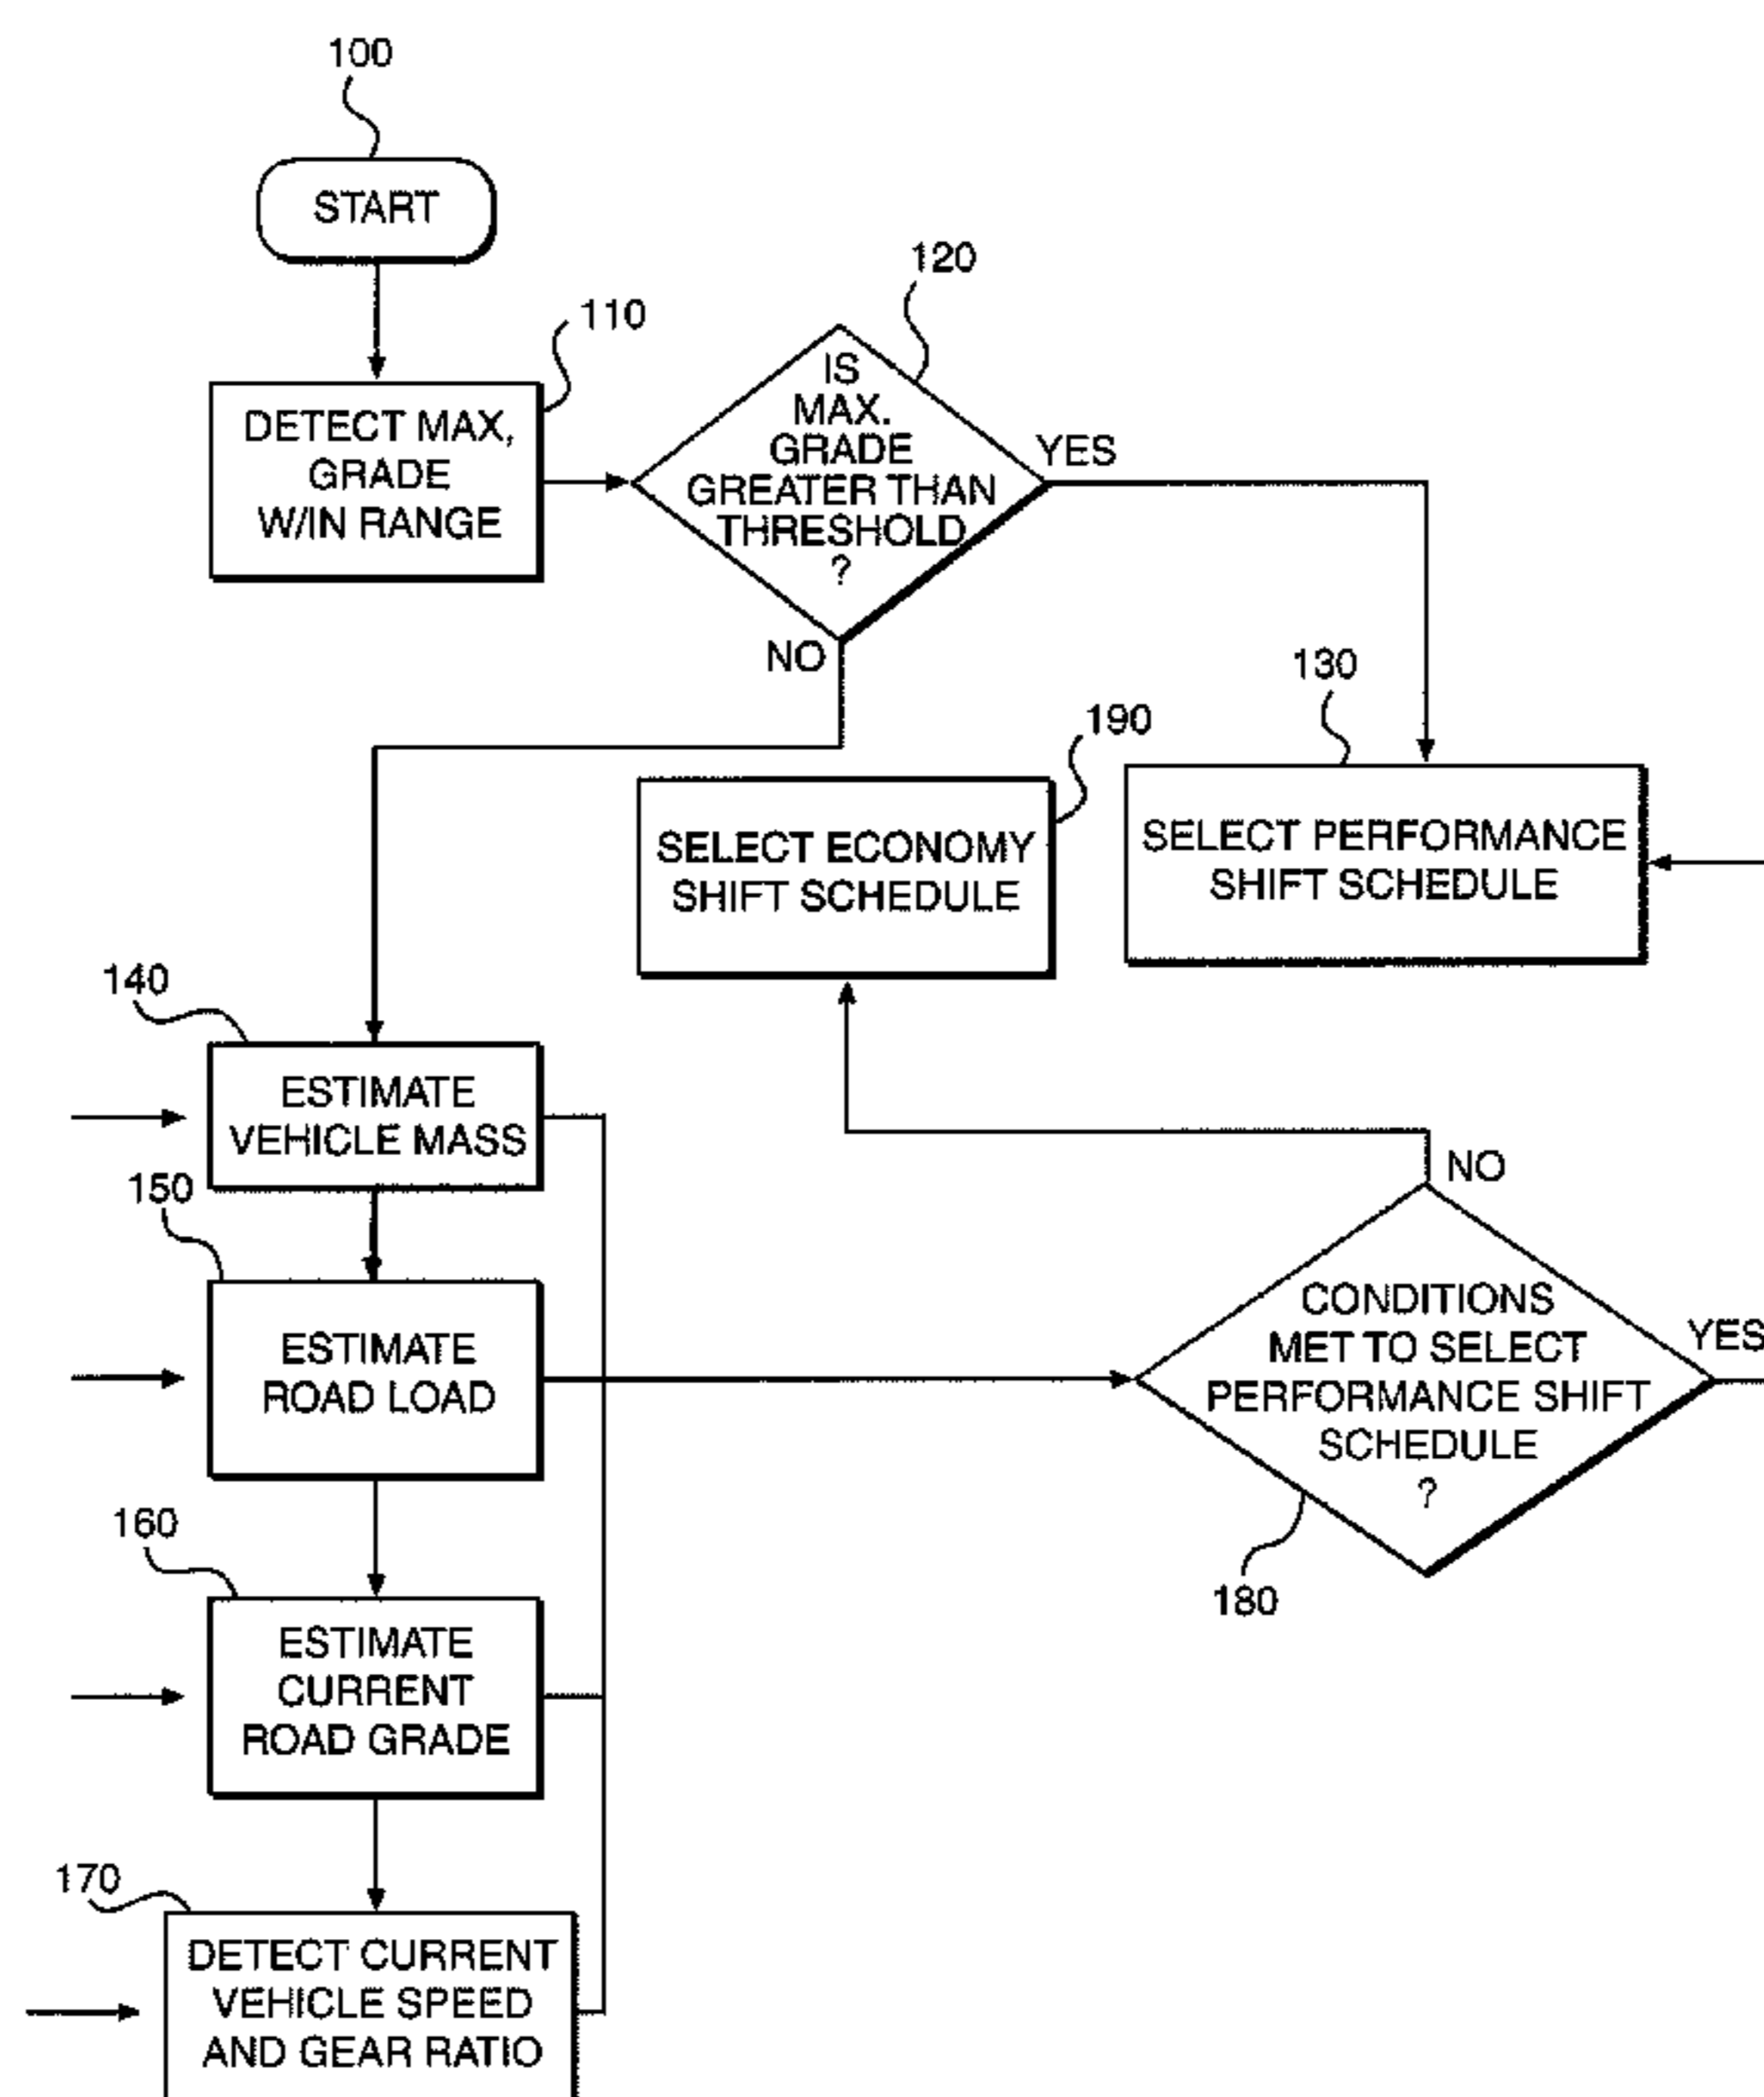 100
START
110
DETECT MAX,
GRADE
W/IN RANGE
120
IS
MAX.
GRADE
GREATER THAN
THRESHOLD
?
YES
NO
130
SELECT PERFORMANCE
SHIFT SCHEDULE
190
SELECT ECONOMY
SHIFT SCHEDULE
140
ESTIMATE
VEHICLE MASS
150
ESTIMATE
ROAD LOAD
160
ESTIMATE
CURRENT
ROAD GRADE
170
DETECT CURRENT
VEHICLE SPEED
AND GEAR RATIO
NO
CONDITIONS
MET TO SELECT
PERFORMANCE SHIFT
SCHEDULE
?
YES
180